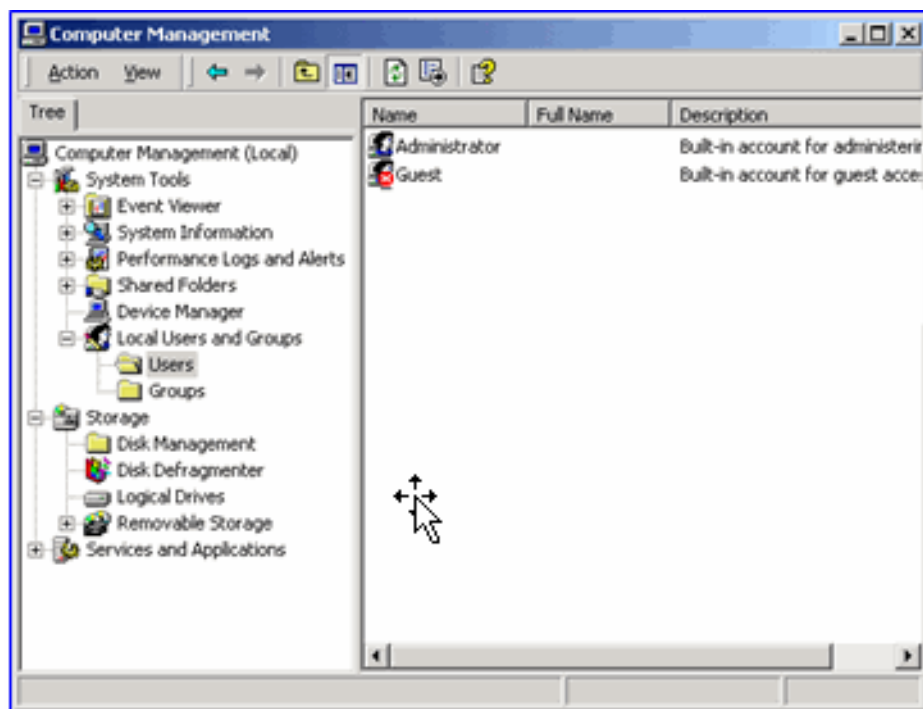 Computer Management
Action View
Tree
Name Full Name Description
Computer Management (Local)
System Tools
Event Viewer
System Information
Performance Logs and Alerts
Shared Folders
Device Manager
Local Users and Groups
Users
Groups
Storage
Disk Management
Disk Defragmenter
Logical Drives
Removable Storage
Services and Applications
Administrator Built-in account for administerin
Guest Built-in account for guest acce